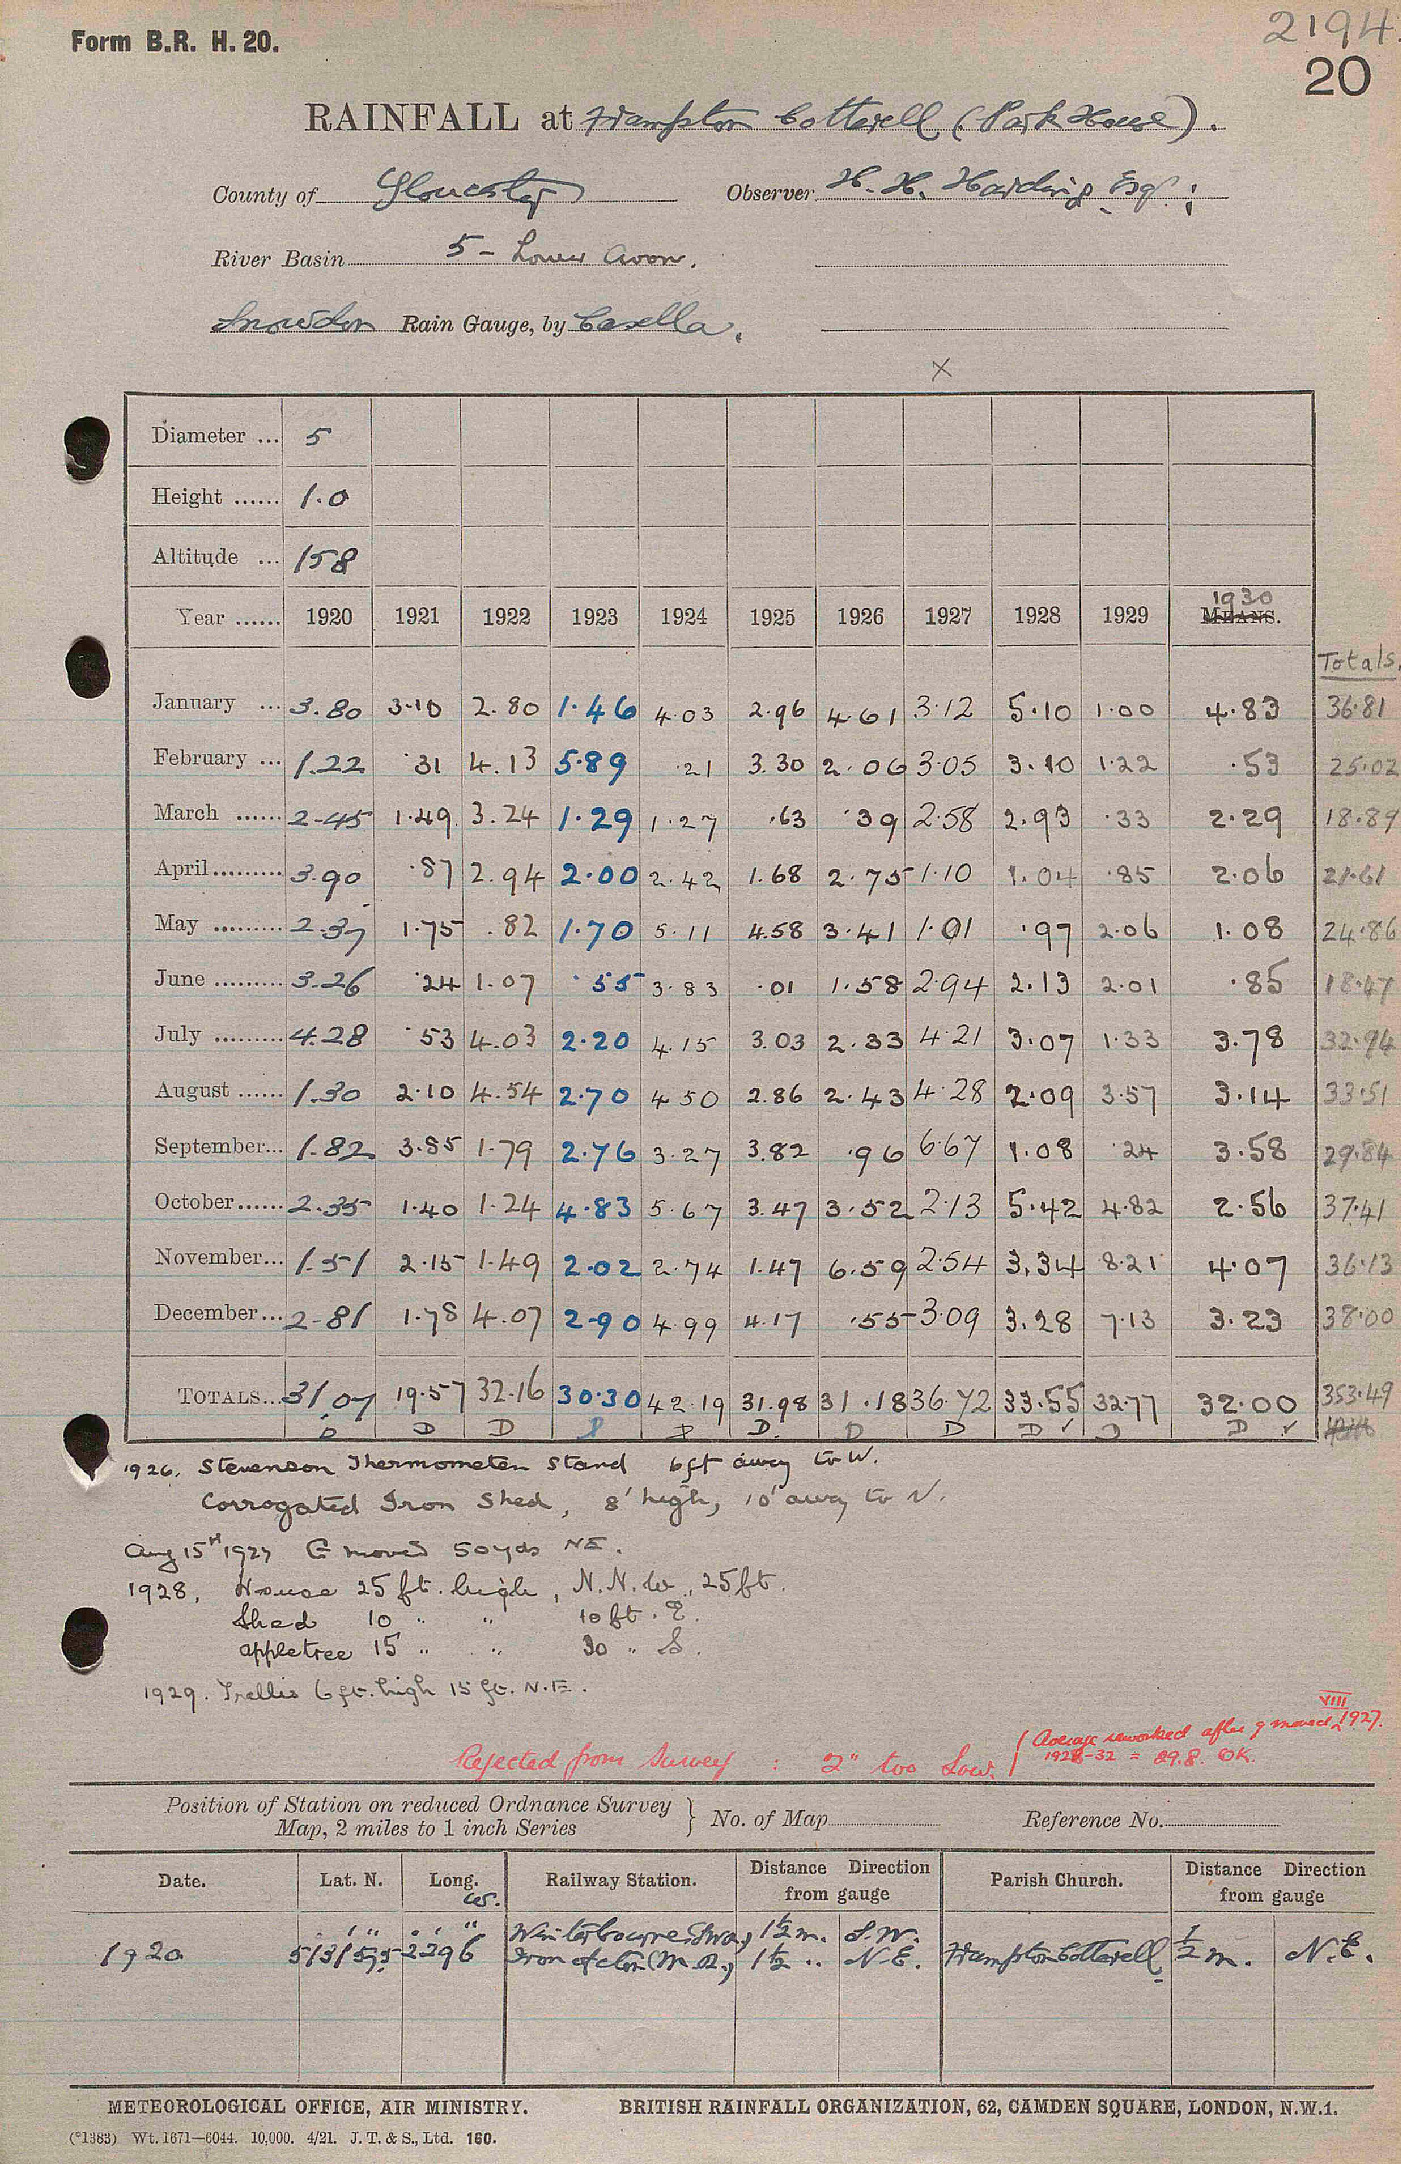 2194.
Form B.R. H. 20.
20
RAINFALL at Frampton Cotterell (Park House).
County of Gloucester Observer H. H. Harding Esq. ;
River Basin 5 - Lower Avon.
Snowdon Rain Gauge, by Casella.
X
Diameter ... 5
Height ...... 1.0
Altitude ... 158
Year ...... 1920 1921 1922 1923 1924 1925 1926 1927 1928 1929 1930 MEANS.
Totals.
January ... 3.80 3.10 2.80 1.46 4.03 2.96 4.61 3.12 5.10 1.00 4.83 36.81
February ... 1.22 .31 4.13 5.89 .21 3.30 2.06 3.05 3.10 1.22 .53 25.02
March ...... 2.45 1.49 3.24 1.29 1.27 .63 .39 2.58 2.93 .33 2.29 18.89
April ......... 3.90 .87 2.94 2.00 2.42 1.68 2.75 1.10 1.04 .85 2.06 21.61
May ......... 2.37 1.75 .82 1.70 5.11 4.58 3.41 1.01 .97 2.06 1.08 24.86
June ......... 3.26 .24 1.07 .55 3.83 .01 1.58 2.94 2.13 2.01 .85 18.47
July ......... 4.28 .53 4.03 2.20 4.15 3.03 2.33 4.21 3.07 1.33 3.78 32.94
August ...... 1.30 2.10 4.54 2.70 4.50 2.86 2.43 4.28 2.09 3.57 3.14 33.51
September... 1.82 3.85 1.79 2.76 3.27 3.82 .96 6.67 1.08 .24 3.58 29.84
October...... 2.35 1.40 1.24 4.83 5.67 3.47 3.52 2.13 5.42 4.82 2.56 37.41
November... 1.51 2.15 1.49 2.02 2.74 1.47 6.59 2.54 3.34 8.21 4.07 36.13
December... 2.81 1.78 4.07 2.90 4.99 4.17 .55 3.09 3.28 7.13 3.23 38.00
TOTALS... 31.07 19.57 32.16 30.30 42.19 31.98 31.18 36.72 33.55 32.77 32.00 353.49
D D D D D D. D D D ✓ D D ✓
1926. Stevenson Thermometer Stand 6ft away to W.
Corrogated Iron Shed, 8' high, 10' away to N.
Aug 15th 1927 G moved 50yds NE.
1928. House 25 ft. high, N.N.W., 25ft.
Shed 10 " " 10 ft. E.
appletree 15 " " 30 " S.
1929. Trellis 6 ft. high 15 ft. N.E.
VIII
Rejected from Survey : 2" too low. { Average reworked after g moved, 1927.
1928-32 = 29.8. OK.
Position of Station on reduced Ordnance Survey Map, 2 miles to 1 inch Series } No. of Map Reference No.
Date. Lat. N. Long. W. Railway Station. Distance Direction from gauge Parish Church. Distance Direction from gauge
1920 51 31 55 2 29 6 Winterbourne 1½ m. S.W. Frampton Cotterell ½ m. N.E.
Iron Acton (M.R.) 1½ .. N.E.
METEOROLOGICAL OFFICE, AIR MINISTRY. BRITISH RAINFALL ORGANIZATION, 62, CAMDEN SQUARE, LONDON, N.W.1.
(*1383) Wt. 1671—6044. 10,000. 4/21. J. T. & S., Ltd. 160.